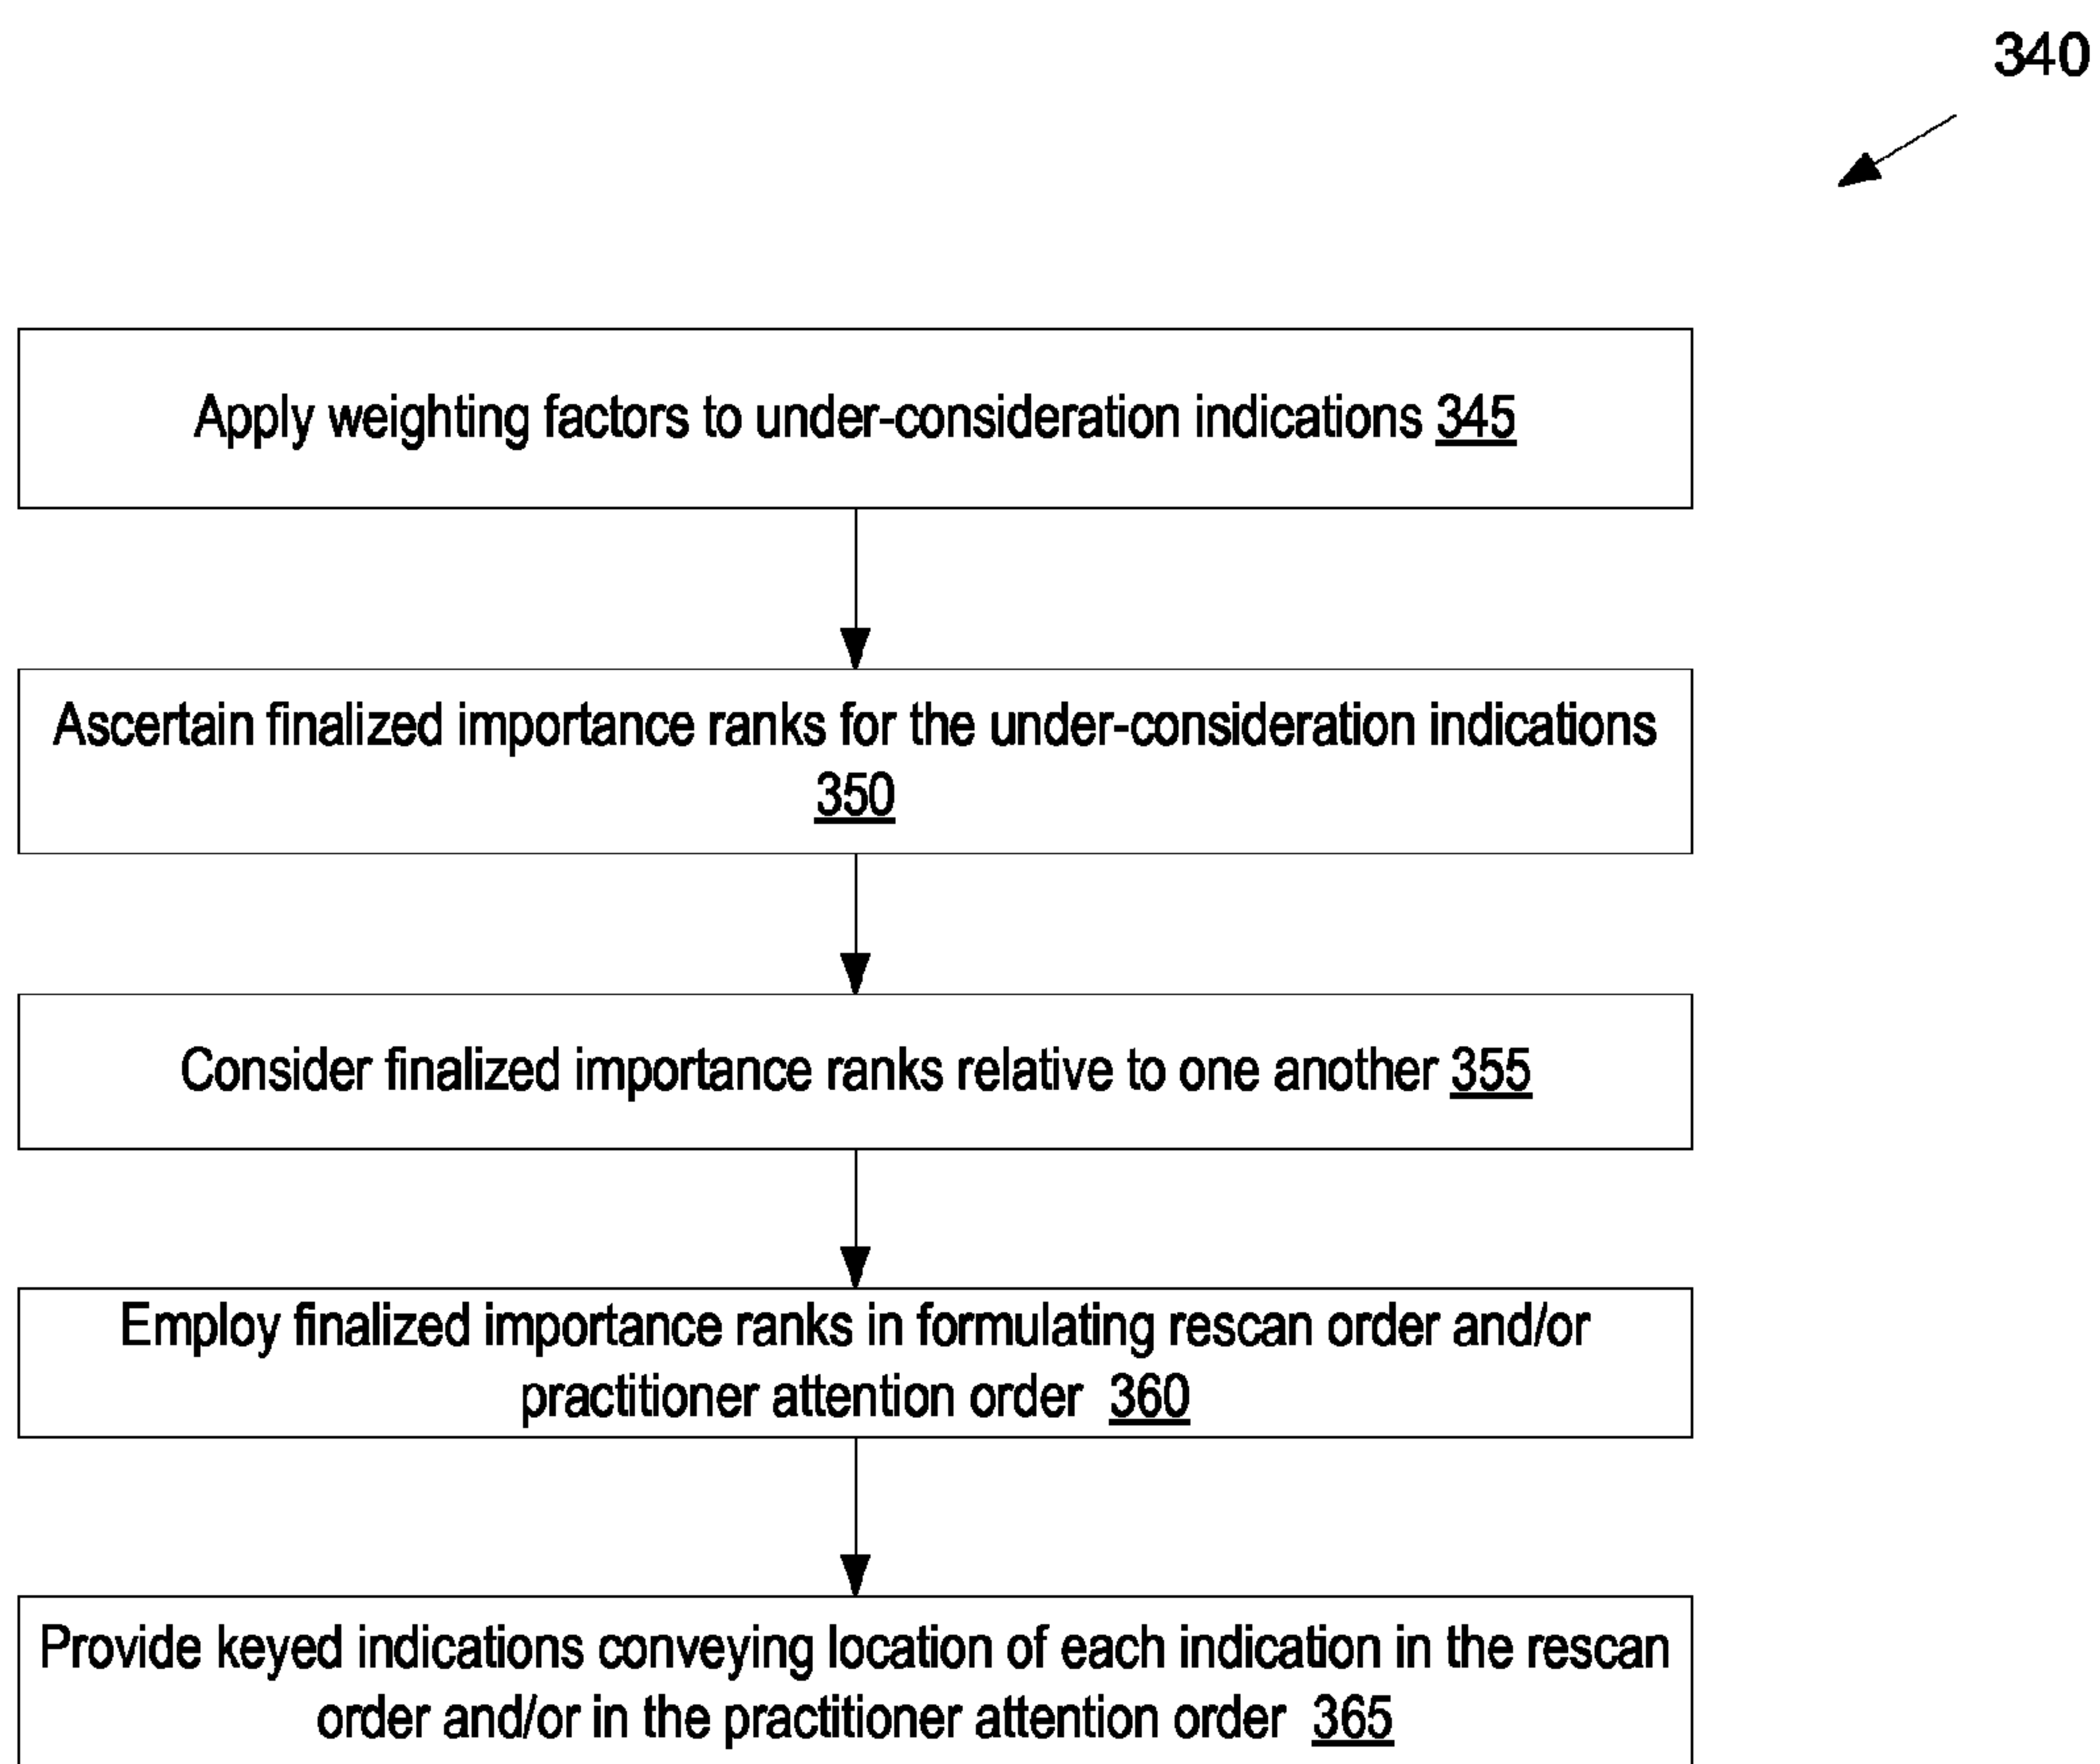 340
Apply weighting factors to under-consideration indications 345
Ascertain finalized importance ranks for the under-consideration indications
350
Consider finalized importance ranks relative to one another 355
Employ finalized importance ranks in formulating rescan order and/or
practitioner attention order 360
Provide keyed indications conveying location of each indication in the rescan
order and/or in the practitioner attention order 365